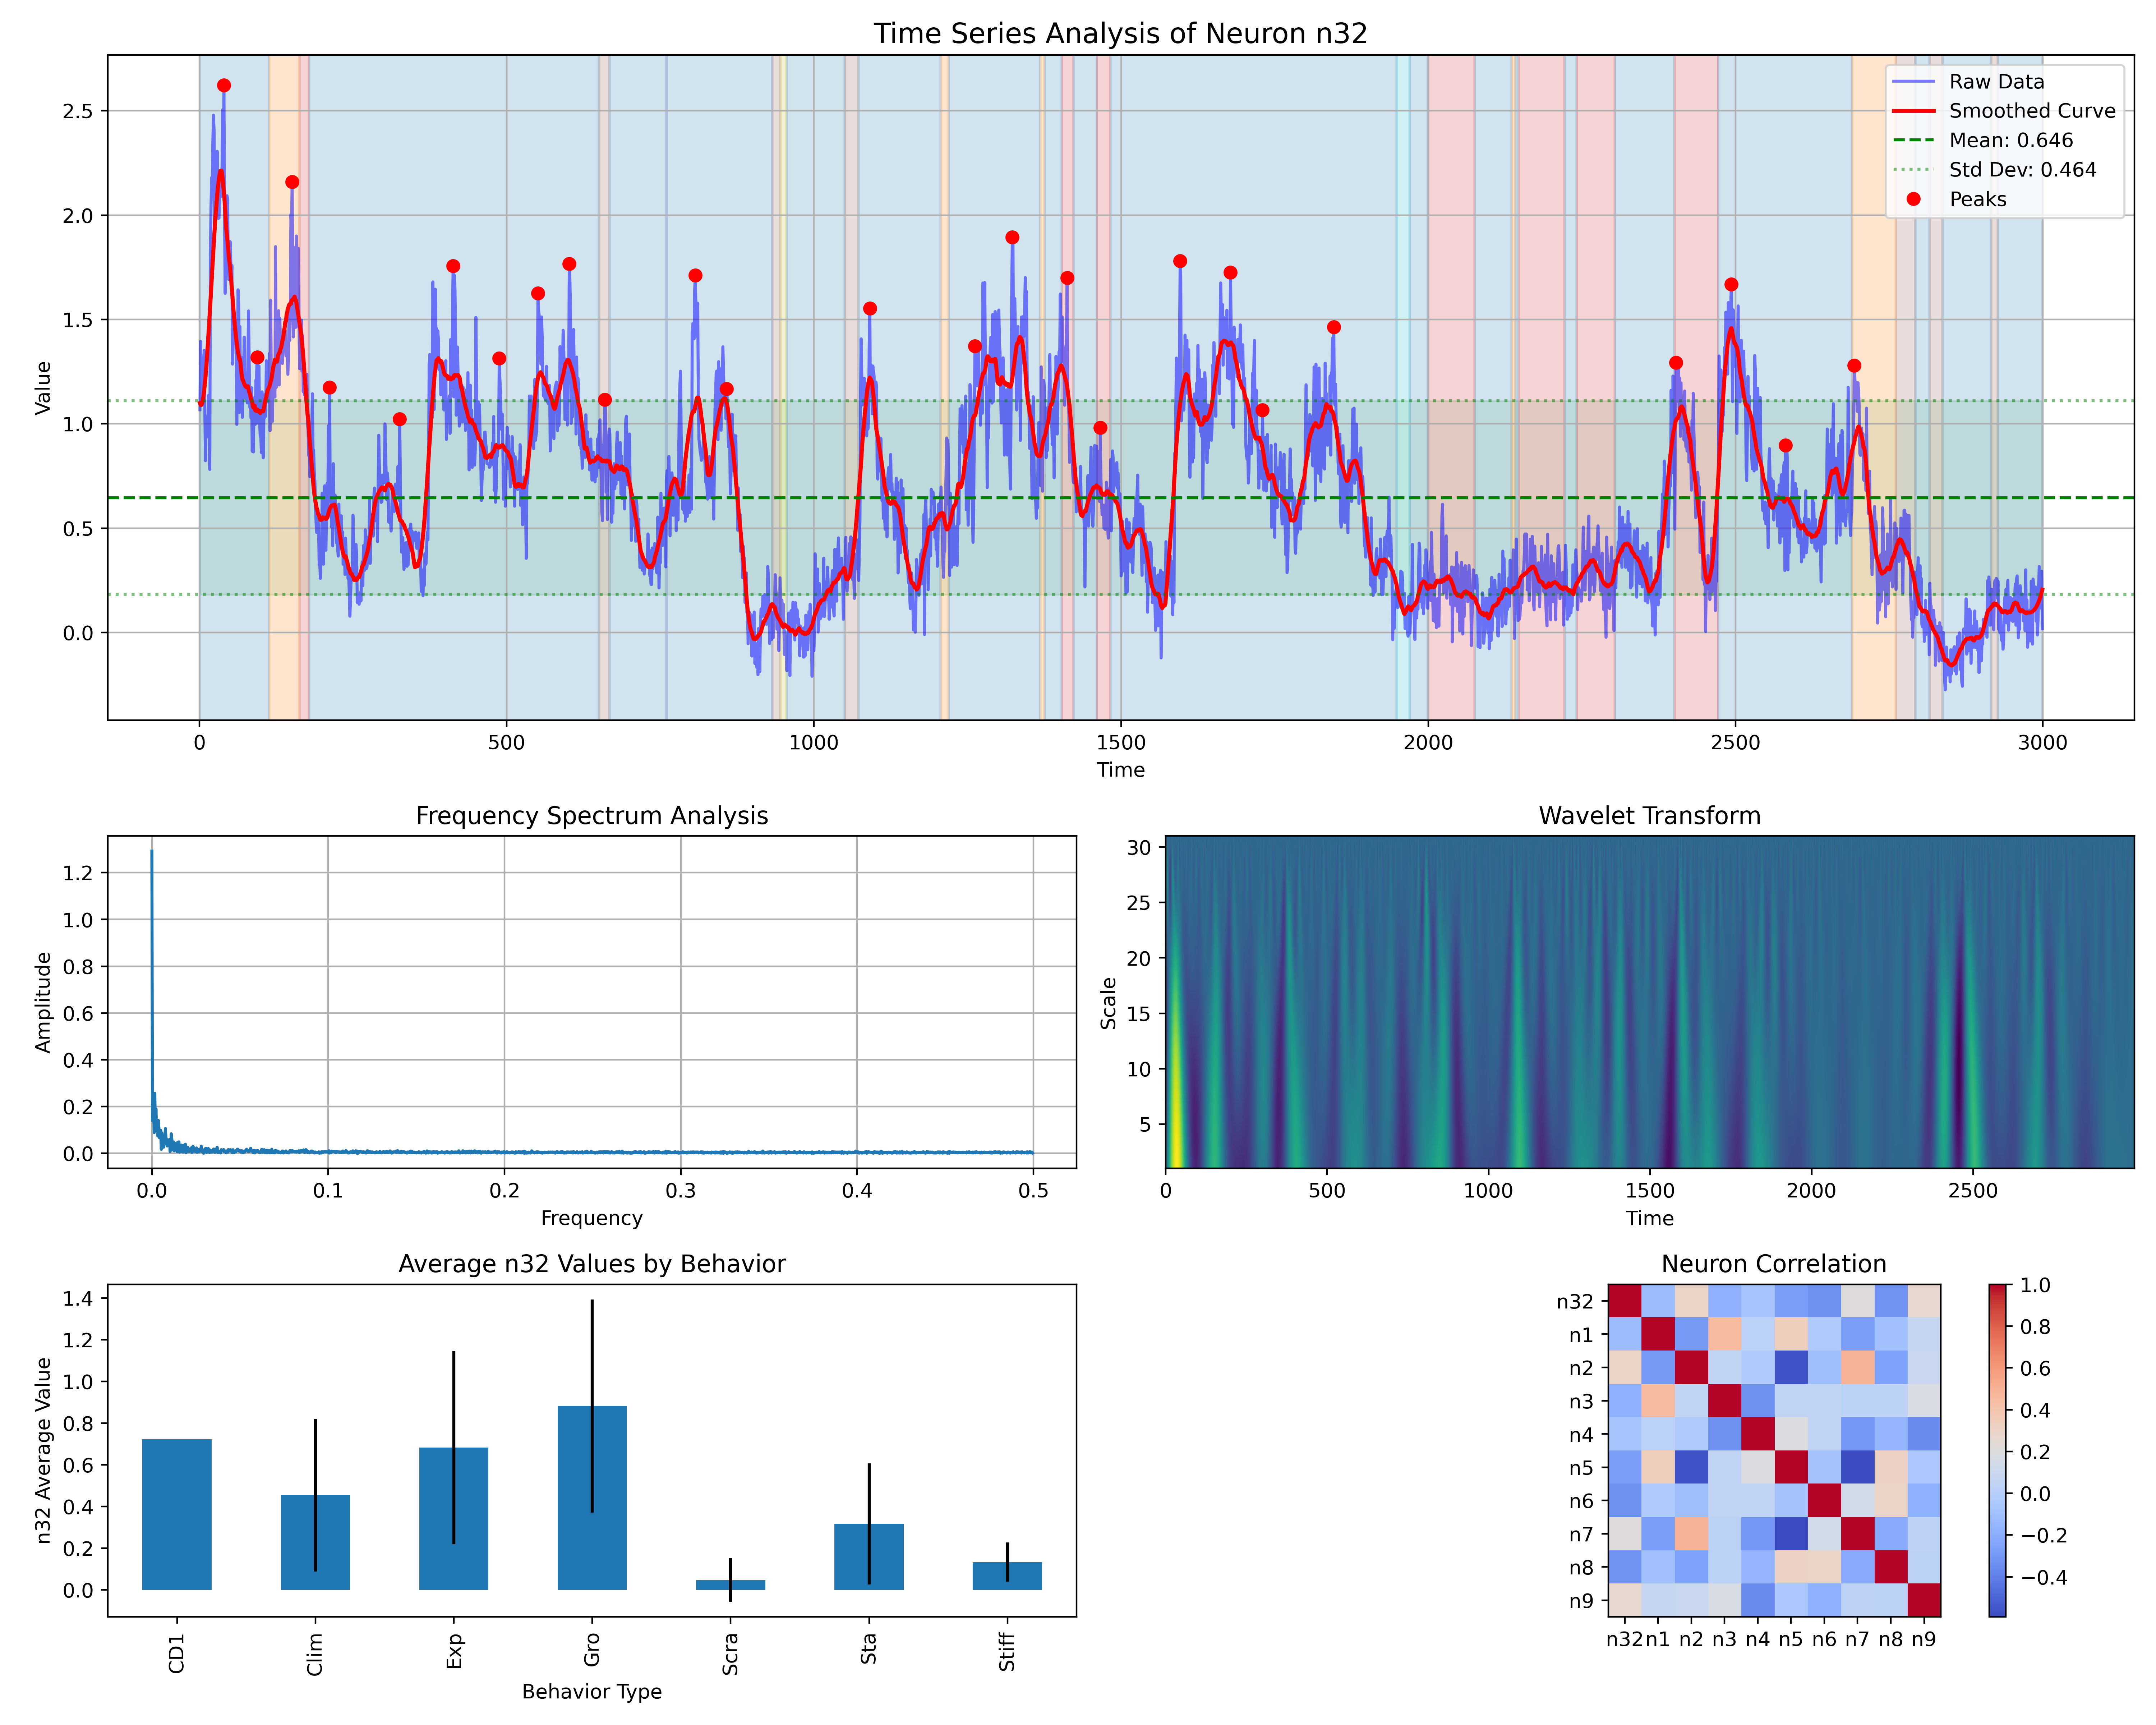 Time Series Analysis of Neuron n32
Value
2.5
2.0
1.5
1.0
0.5
0.0
Raw Data
Smoothed Curve
Mean: 0.646
Std Dev: 0.464
Peaks
0 500 1000 1500 2000 2500 3000
Time
Frequency Spectrum Analysis
Amplitude
1.2
1.0
0.8
0.6
0.4
0.2
0.0
0.0 0.1 0.2 0.3 0.4 0.5
Frequency
Wavelet Transform
Scale
30
25
20
15
10
5
0 500 1000 1500 2000 2500
Time
Average n32 Values by Behavior
n32 Average Value
1.4
1.2
1.0
0.8
0.6
0.4
0.2
0.0
CD1 Clim Exp Gro Scra Sta Stiff
Behavior Type
Neuron Correlation
n32
n1
n2
n3
n4
n5
n6
n7
n8
n9
n32 n1 n2 n3 n4 n5 n6 n7 n8 n9
1.0
0.8
0.6
0.4
0.2
0.0
−0.2
−0.4